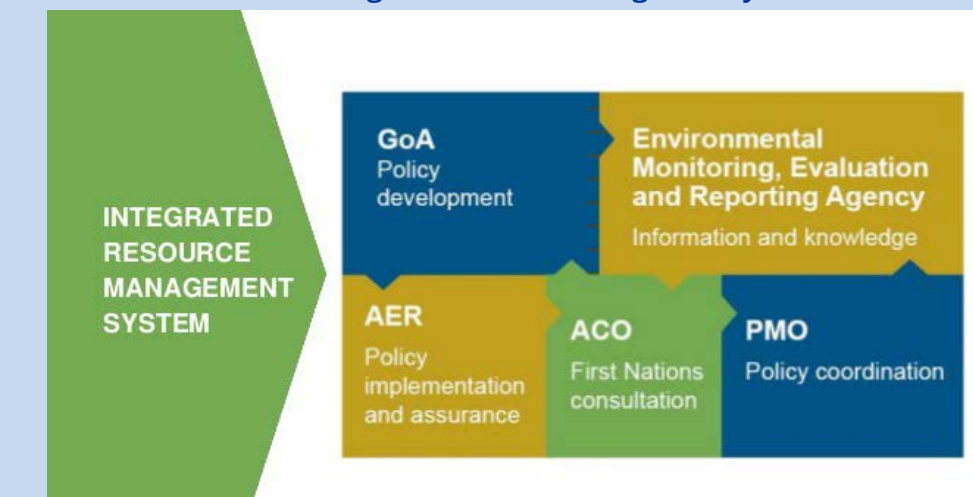 INTEGRATED
RESOURCE
MANAGEMENT
SYSTEM
GoA
Policy
development
Environmental
Monitoring, Evaluation
and Reporting Agency
Information and knowledge
AER
Policy
implementation
and assurance
ACO
First Nations
consultation
PMO
Policy coordination